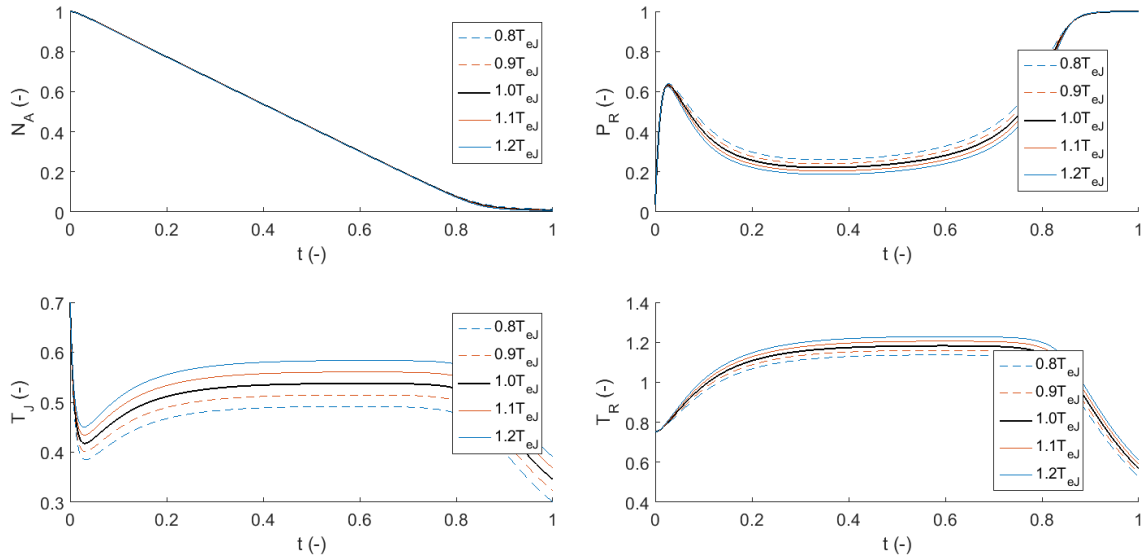 1
0.8
0.6
0.4
0.2
0
N_A (-)
0 0.2 0.4 0.6 0.8 1
t (-)
0.8T_eJ
0.9T_eJ
1.0T_eJ
1.1T_eJ
1.2T_eJ
1
0.8
0.6
0.4
0.2
0
P_R (-)
0 0.2 0.4 0.6 0.8 1
t (-)
0.8T_eJ
0.9T_eJ
1.0T_eJ
1.1T_eJ
1.2T_eJ
0.7
0.6
0.5
0.4
0.3
T_J (-)
0 0.2 0.4 0.6 0.8 1
t (-)
0.8T_eJ
0.9T_eJ
1.0T_eJ
1.1T_eJ
1.2T_eJ
1.4
1.2
1
0.8
0.6
0.4
T_R (-)
0 0.2 0.4 0.6 0.8 1
t (-)
0.8T_eJ
0.9T_eJ
1.0T_eJ
1.1T_eJ
1.2T_eJ